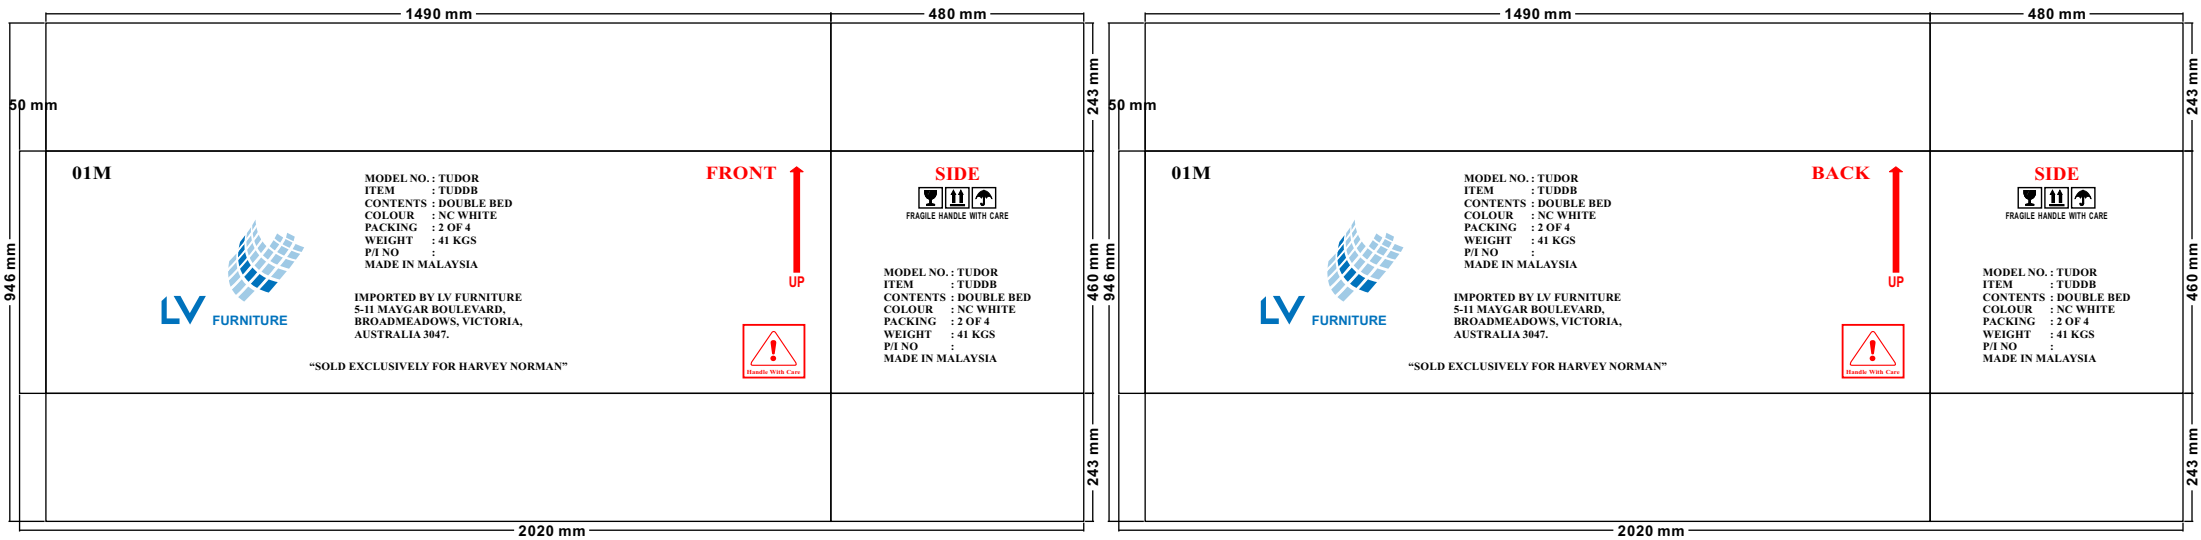 1490 mm
480 mm
243 mm
50 mm
946 mm
01M
MODEL NO. : TUDOR
ITEM : TUDDB
CONTENTS : DOUBLE BED
COLOUR : NC WHITE
PACKING : 2 OF 4
WEIGHT : 41 KGS
P/I NO :
MADE IN MALAYSIA
LV FURNITURE
IMPORTED BY LV FURNITURE
5-11 MAYGAR BOULEVARD,
BROADMEADOWS, VICTORIA,
AUSTRALIA 3047.
“SOLD EXCLUSIVELY FOR HARVEY NORMAN”
FRONT
UP
Handle With Care
SIDE
FRAGILE HANDLE WITH CARE
MODEL NO. : TUDOR
ITEM : TUDDB
CONTENTS : DOUBLE BED
COLOUR : NC WHITE
PACKING : 2 OF 4
WEIGHT : 41 KGS
P/I NO :
MADE IN MALAYSIA
460 mm
243 mm
2020 mm
1490 mm
480 mm
243 mm
50 mm
946 mm
01M
MODEL NO. : TUDOR
ITEM : TUDDB
CONTENTS : DOUBLE BED
COLOUR : NC WHITE
PACKING : 2 OF 4
WEIGHT : 41 KGS
P/I NO :
MADE IN MALAYSIA
LV FURNITURE
IMPORTED BY LV FURNITURE
5-11 MAYGAR BOULEVARD,
BROADMEADOWS, VICTORIA,
AUSTRALIA 3047.
“SOLD EXCLUSIVELY FOR HARVEY NORMAN”
BACK
UP
Handle With Care
SIDE
FRAGILE HANDLE WITH CARE
MODEL NO. : TUDOR
ITEM : TUDDB
CONTENTS : DOUBLE BED
COLOUR : NC WHITE
PACKING : 2 OF 4
WEIGHT : 41 KGS
P/I NO :
MADE IN MALAYSIA
460 mm
243 mm
2020 mm